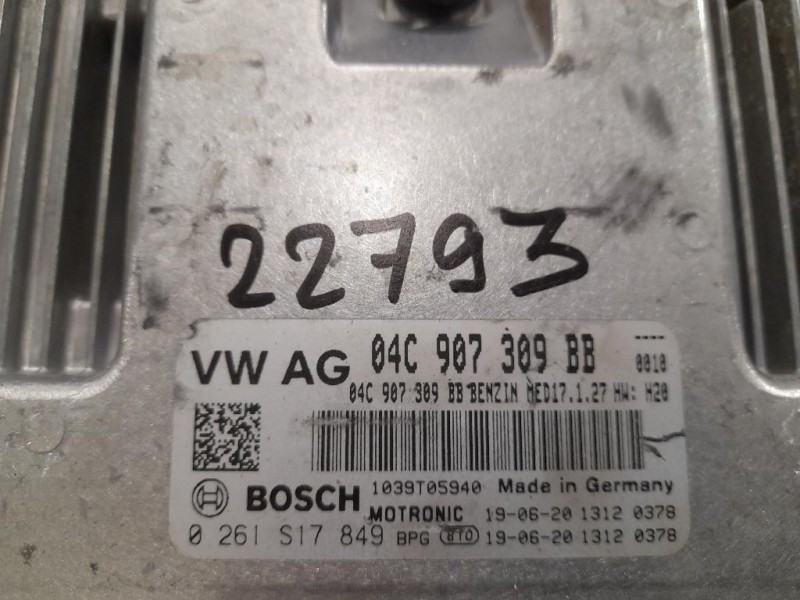 22793
VW AG 04C 907 309 BB ----
0010
04C 907 309 BB BENZIN MED17.1.27 HW: H20
BOSCH 1039T05940 Made in Germany
MOTRONIC 19-06-20 1312 0378
0 261 S17 849 BPG 19-06-20 1312 0378